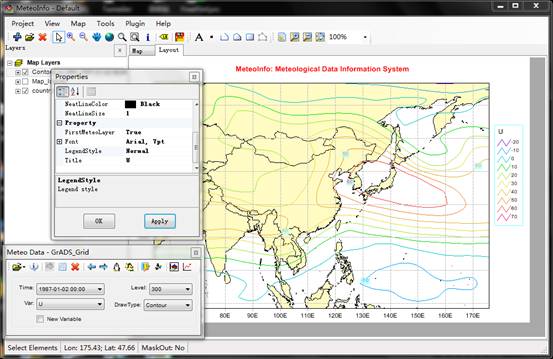 MeteoInfo - Default
Project View Map Tools Plugin Help
100%
Layers
Map Layout
Map Layers
Conto
Map_l
countr
Properties
NeatLineColor Black
NeatLineSize 1
Property
FirstMeteoLayer True
Font Arial, 7pt
LegendStyle Normal
Title U
LegendStyle
Legend style
OK Apply
MeteoInfo: Meteological Data Information System
U
-20
-10
0
10
20
30
40
50
60
70
80E 90E 100E 110E 120E 130E 140E 150E 160E 170E
Meteo Data - GrADS_Grid
Time: 1987-01-02 00:00 Level: 300
Var: U DrawType: Contour
New Variable
Select Elements Lon: 175.43; Lat: 47.66 MaskOut: No